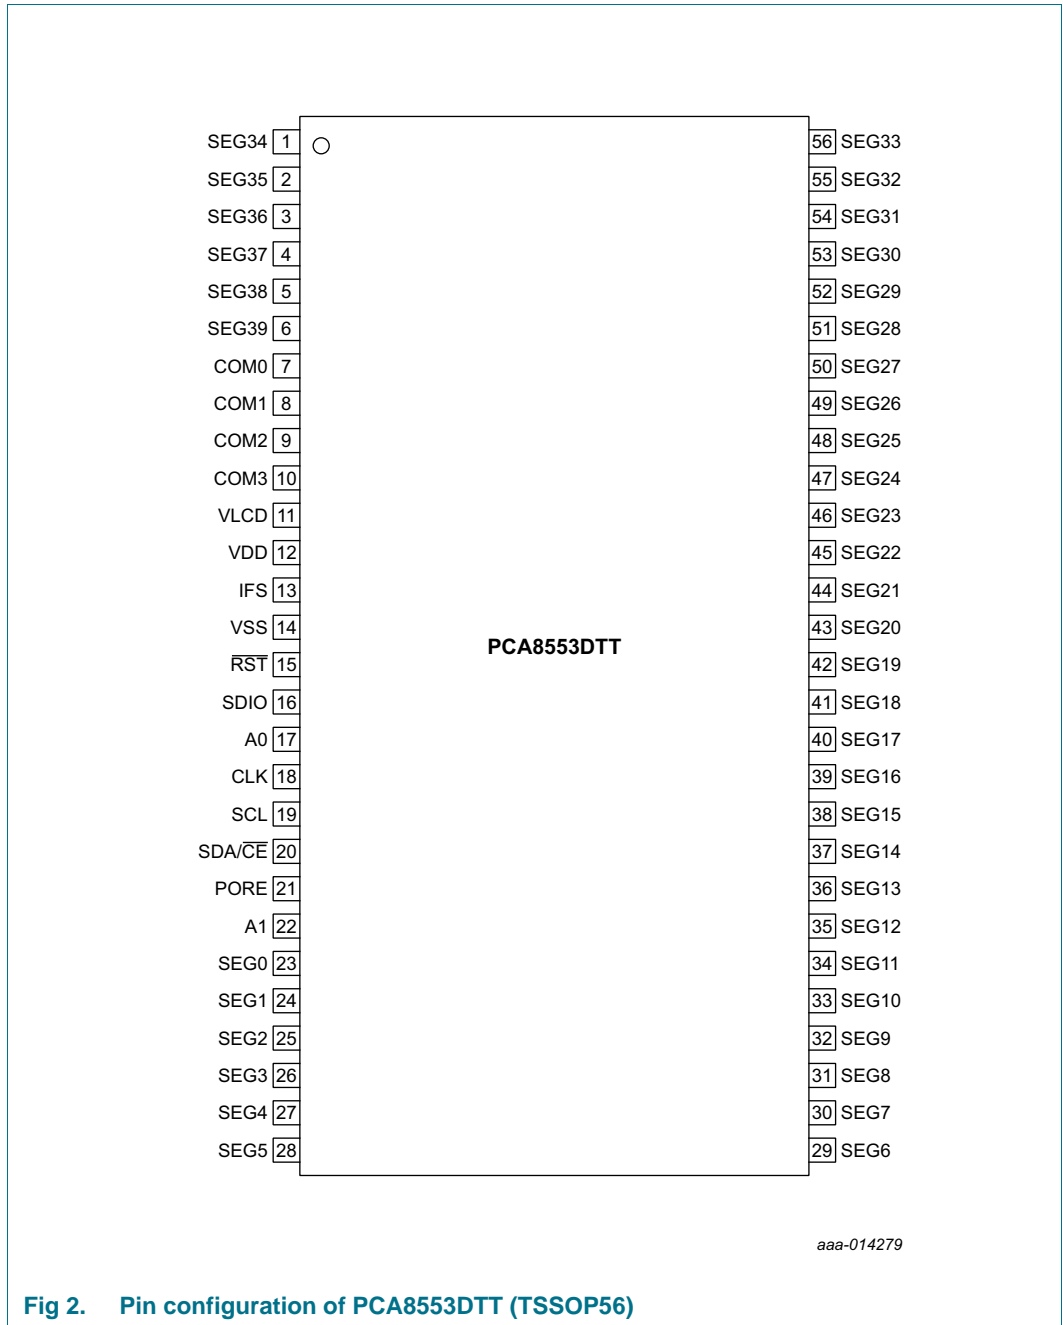 SEG34 1 56 SEG33
SEG35 2 55 SEG32
SEG36 3 54 SEG31
SEG37 4 53 SEG30
SEG38 5 52 SEG29
SEG39 6 51 SEG28
COM0 7 50 SEG27
COM1 8 49 SEG26
COM2 9 48 SEG25
COM3 10 47 SEG24
VLCD 11 46 SEG23
VDD 12 45 SEG22
IFS 13 44 SEG21
VSS 14 43 SEG20
PCA8553DTT
R̅S̅T̅ 15 42 SEG19
SDIO 16 41 SEG18
A0 17 40 SEG17
CLK 18 39 SEG16
SCL 19 38 SEG15
SDA/C̅E̅ 20 37 SEG14
PORE 21 36 SEG13
A1 22 35 SEG12
SEG0 23 34 SEG11
SEG1 24 33 SEG10
SEG2 25 32 SEG9
SEG3 26 31 SEG8
SEG4 27 30 SEG7
SEG5 28 29 SEG6
aaa-014279
Fig 2. Pin configuration of PCA8553DTT (TSSOP56)